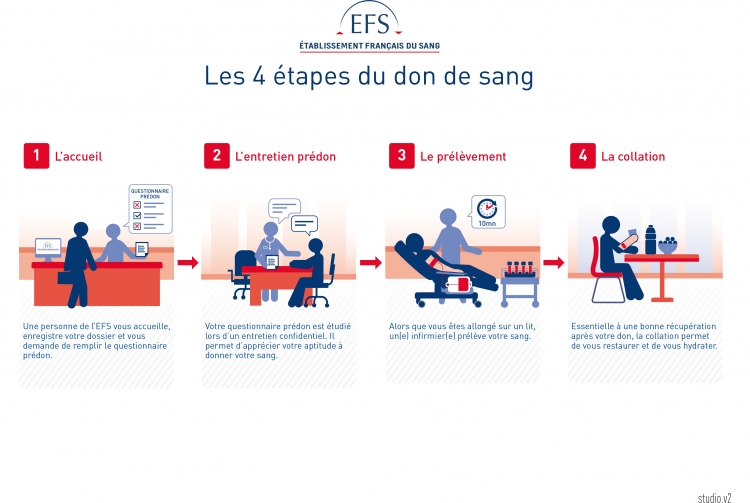 EFS
ÉTABLISSEMENT FRANÇAIS DU SANG
Les 4 étapes du don de sang
1 L'accueil
QUESTIONNAIRE
PRÉDON
EFS
Une personne de l'EFS vous accueille,
enregistre votre dossier et vous
demande de remplir le questionnaire
prédon.
2 L'entretien prédon
Votre questionnaire prédon est étudié
lors d'un entretien confidentiel. Il
permet d'apprécier votre aptitude à
donner votre sang.
3 Le prélèvement
10mn
Alors que vous êtes allongé sur un lit,
un(e) infirmier(e) prélève votre sang.
4 La collation
Essentielle à une bonne récupération
après votre don, la collation permet
de vous restaurer et de vous hydrater.
studio.v2